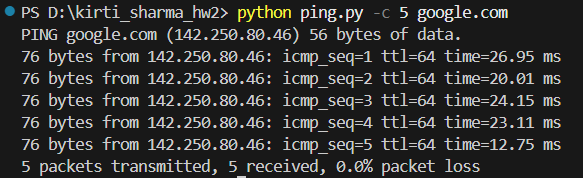 PS D:\kirti_sharma_hw2> python ping.py -c 5 google.com
PING google.com (142.250.80.46) 56 bytes of data.
76 bytes from 142.250.80.46: icmp_seq=1 ttl=64 time=26.95 ms
76 bytes from 142.250.80.46: icmp_seq=2 ttl=64 time=20.01 ms
76 bytes from 142.250.80.46: icmp_seq=3 ttl=64 time=24.15 ms
76 bytes from 142.250.80.46: icmp_seq=4 ttl=64 time=23.11 ms
76 bytes from 142.250.80.46: icmp_seq=5 ttl=64 time=12.75 ms
5 packets transmitted, 5 received, 0.0% packet loss